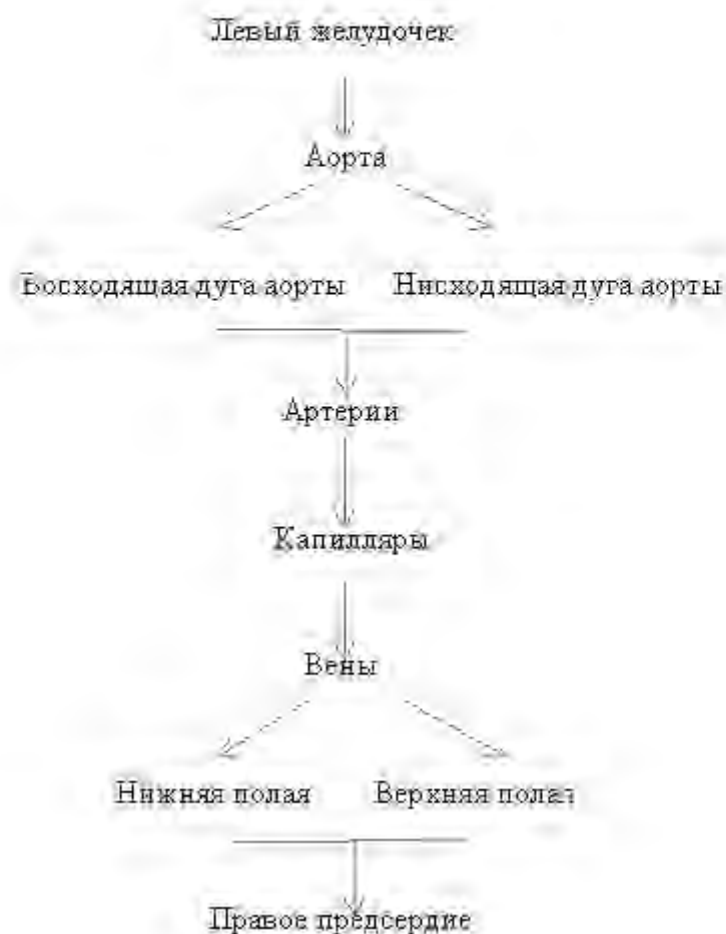 Левый желудочек
Аорта
Восходящая дуга аорты Нисходящая дуга аорты
Артерии
Капилляры
Вены
Нижняя полая Верхняя полая
Правое предсердие